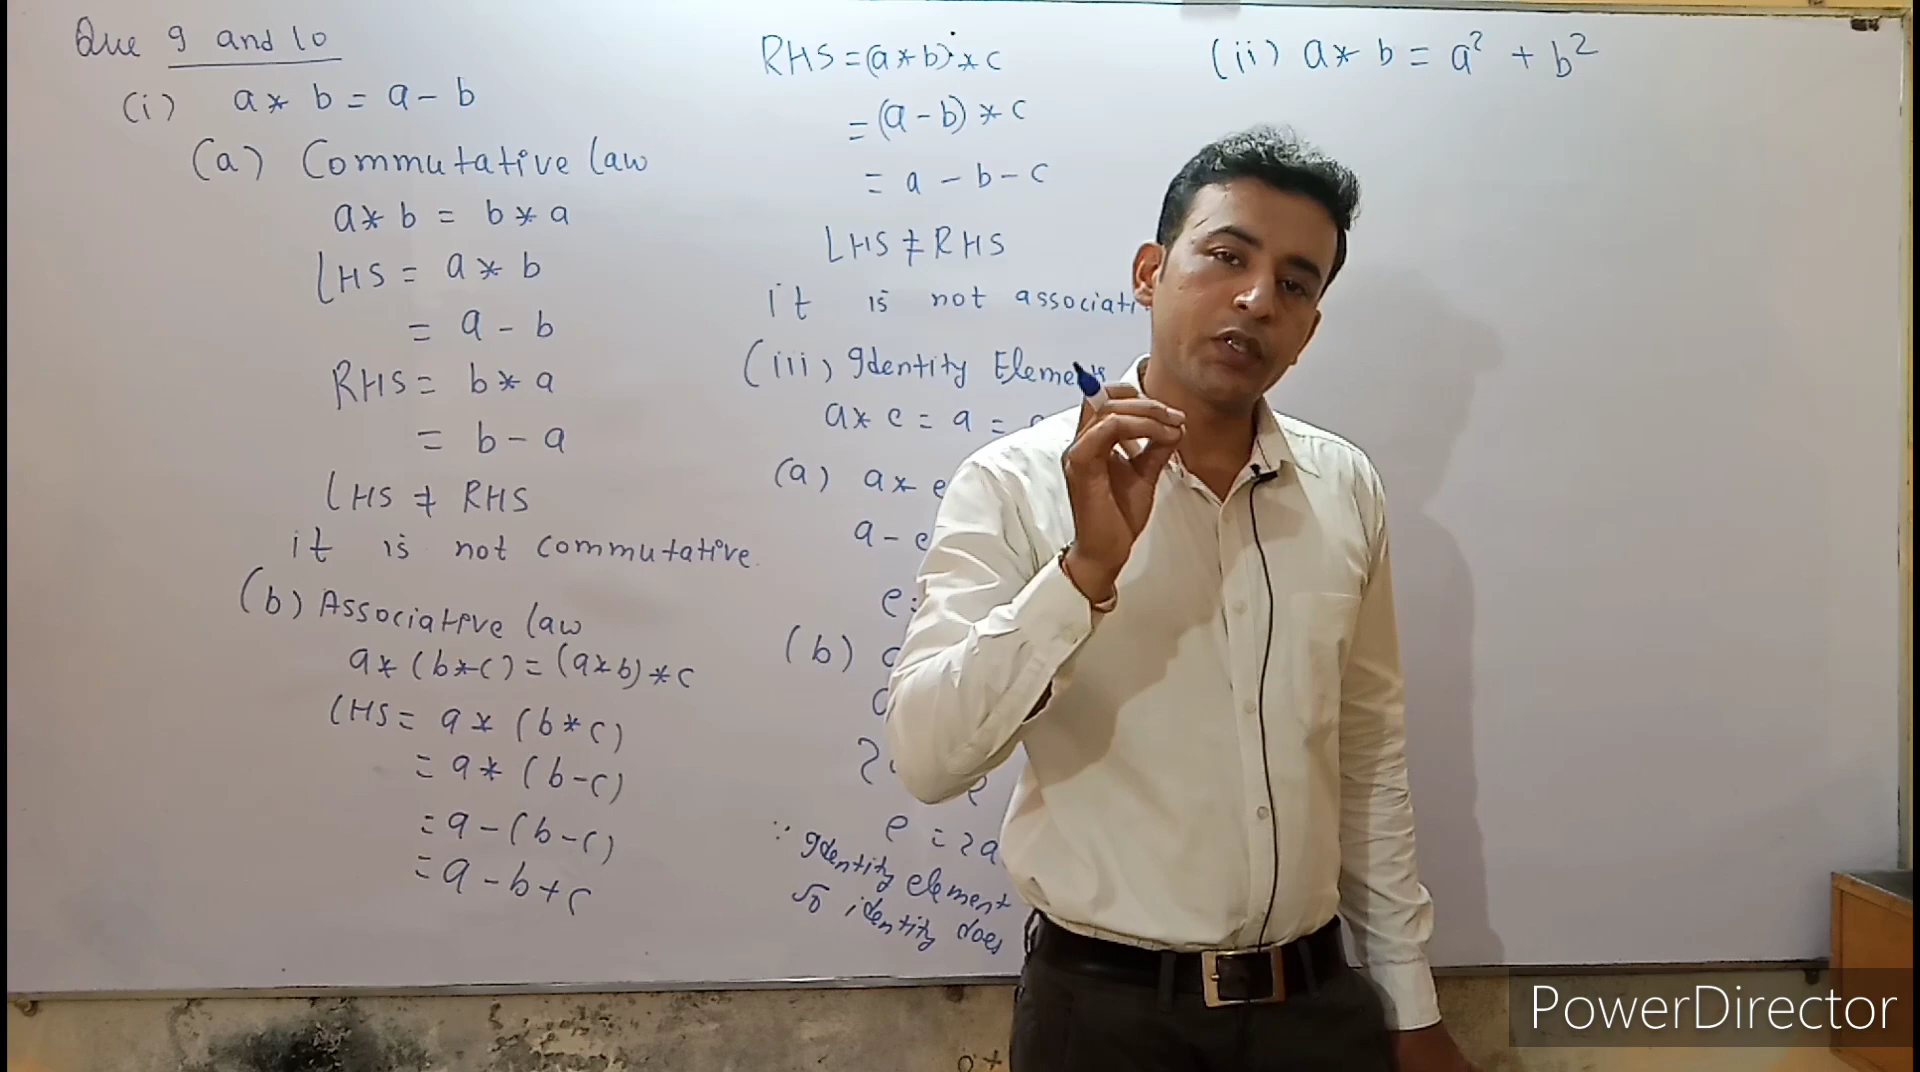 Que 9 and 10
(i) a * b = a - b
(a) Commutative law
a * b = b * a
LHS = a * b
= a - b
RHS = b * a
= b - a
LHS ≠ RHS
it is not commutative.
(b) Associative law
a * (b * c) = (a * b) * c
LHS = a * (b * c)
= a * (b - c)
= a - (b - c)
= a - b + c
RHS = (a * b) * c
= (a - b) * c
= a - b - c
LHS ≠ RHS
it is not
(iii) Identity Elements
a * e = a =
(a) a * e
a - e
e =
(b)
e = 2a
∵ Identity element
so identity does
(ii) a * b = a² + b²
PowerDirector